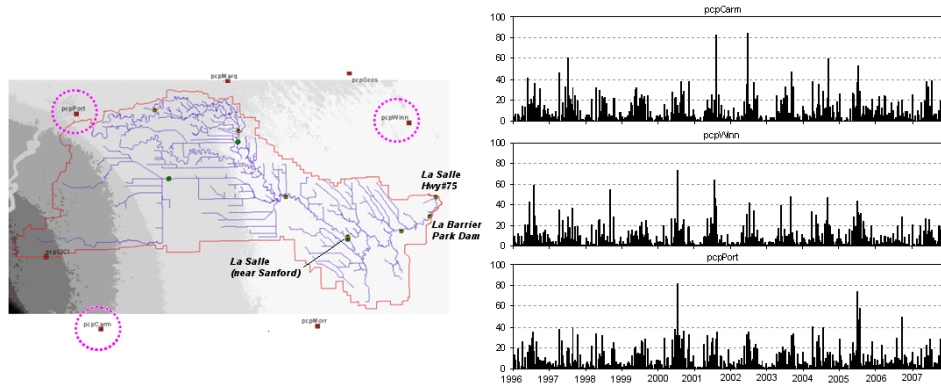 pcpMarq
pcpGros
pcpPort
pcpWinn
La Salle
Hwy#75
La Barrier
Park Dam
La Salle
(near Sanford)
pcpStCl
pcpCarm
pcpMorr
pcpCarm
100
80
60
40
20
0
pcpWinn
100
80
60
40
20
0
pcpPort
100
80
60
40
20
0
1996 1997 1998 1999 2000 2001 2002 2003 2004 2005 2006 2007